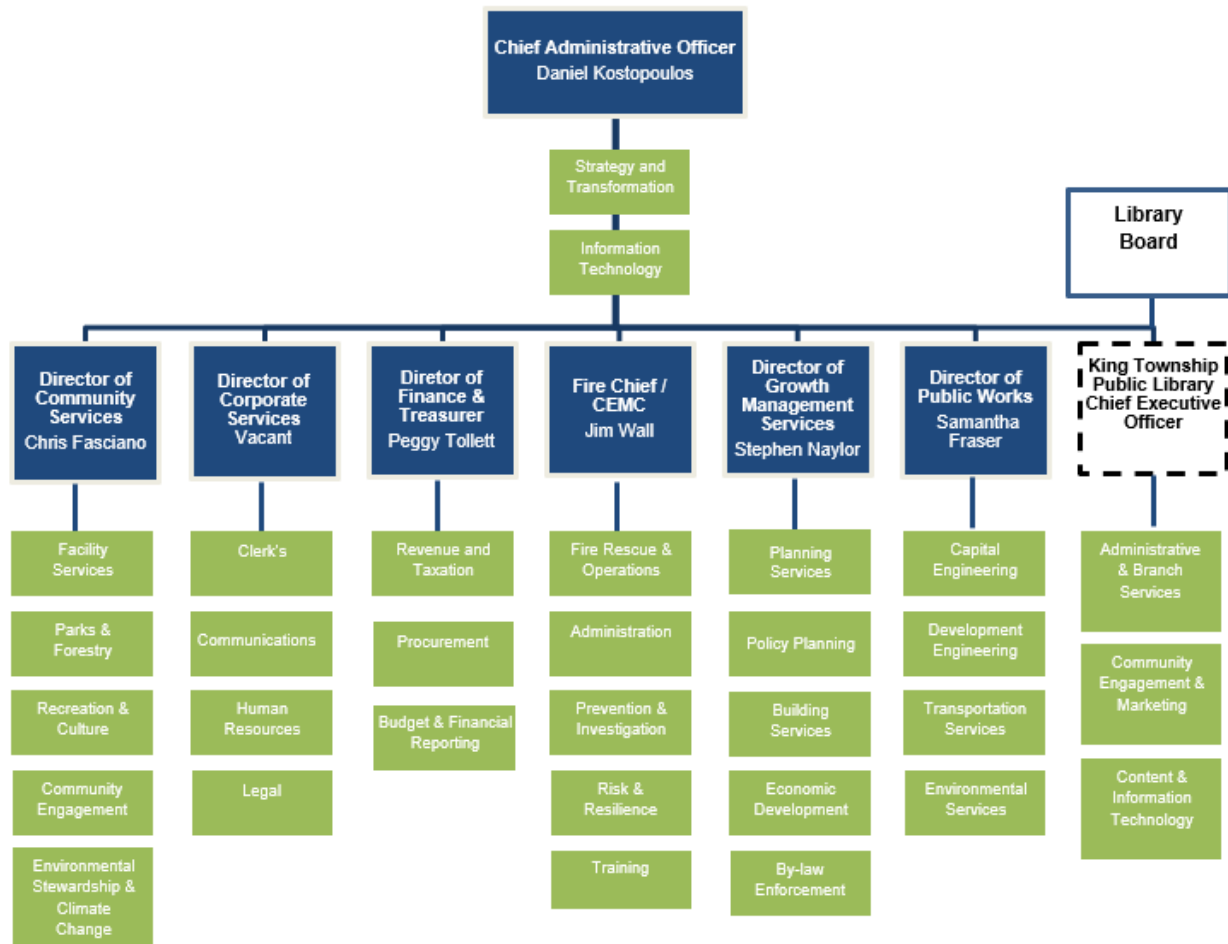 Chief Administrative Officer
Daniel Kostopoulos
Strategy and
Transformation
Information
Technology
Library
Board
Director of
Community
Services
Chris Fasciano
Director of
Corporate
Services
Vacant
Diretor of
Finance &
Treasurer
Peggy Tollett
Fire Chief /
CEMC
Jim Wall
Director of
Growth
Management
Services
Stephen Naylor
Director of
Public Works
Samantha
Fraser
King Township
Public Library
Chief Executive
Officer
Facility
Services
Parks &
Forestry
Recreation &
Culture
Community
Engagement
Environmental
Stewardship &
Climate
Change
Clerk's
Communications
Human
Resources
Legal
Revenue and
Taxation
Procurement
Budget & Financial
Reporting
Fire Rescue &
Operations
Administration
Prevention &
Investigation
Risk &
Resilience
Training
Planning
Services
Policy Planning
Building
Services
Economic
Development
By-law
Enforcement
Capital
Engineering
Development
Engineering
Transportation
Services
Environmental
Services
Administrative
& Branch
Services
Community
Engagement &
Marketing
Content &
Information
Technology